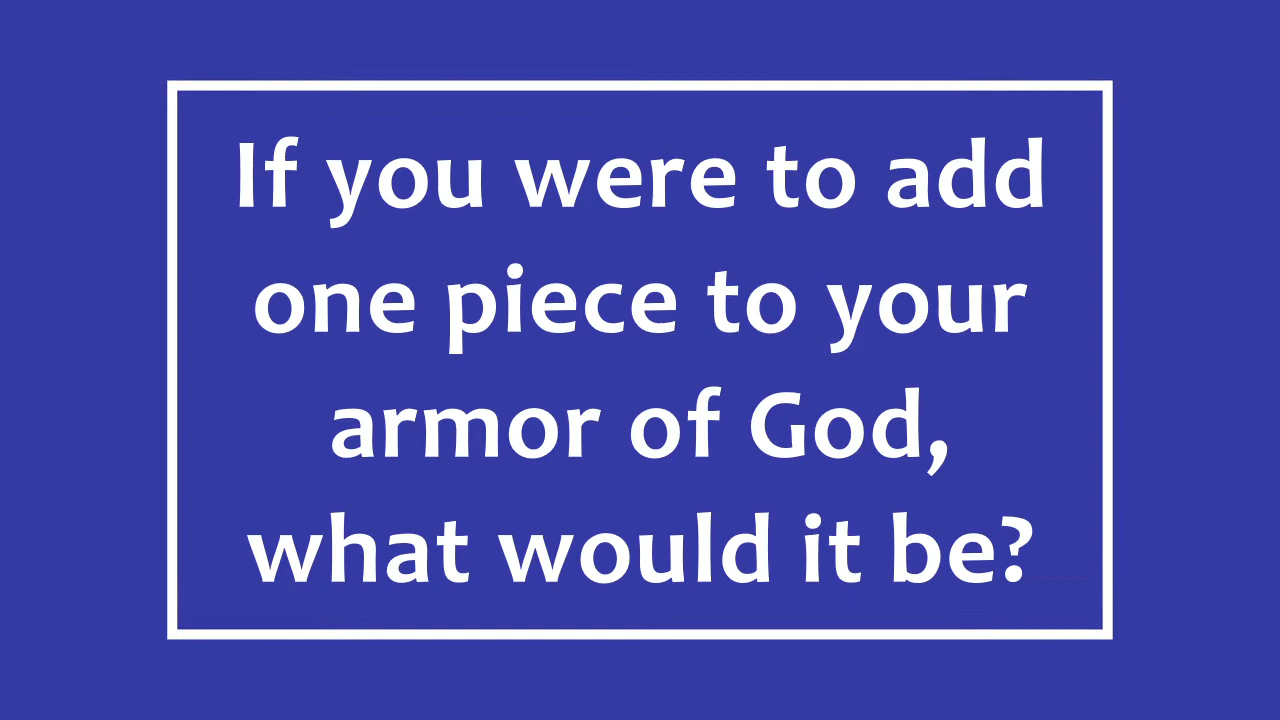 If you were to add
one piece to your
armor of God,
what would it be?